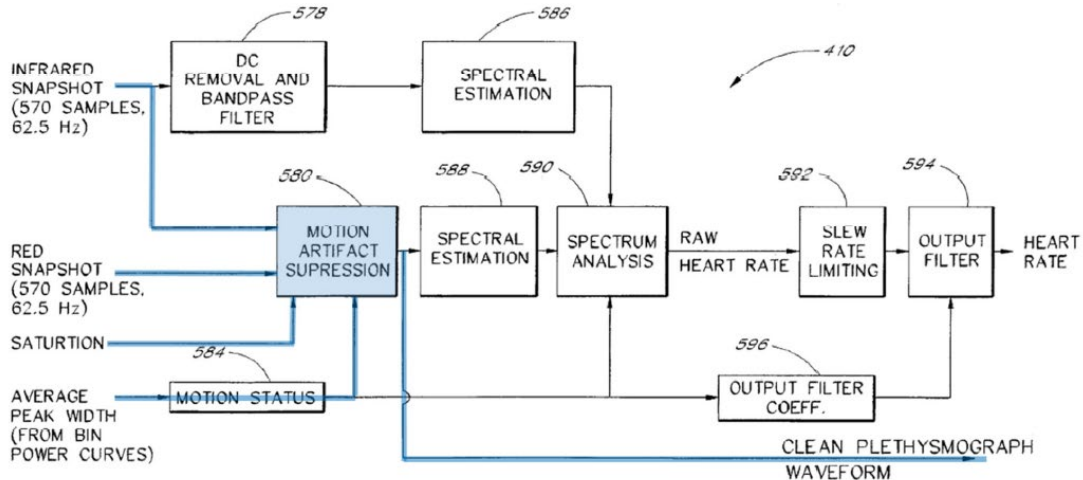 578
586
410
INFRARED
SNAPSHOT
(570 SAMPLES,
62.5 Hz)
DC
REMOVAL AND
BANDPASS
FILTER
SPECTRAL
ESTIMATION
580
588
590
592
594
MOTION
ARTIFACT
SUPRESSION
SPECTRAL
ESTIMATION
SPECTRUM
ANALYSIS
RAW
HEART RATE
SLEW
RATE
LIMITING
OUTPUT
FILTER
HEART
RATE
RED
SNAPSHOT
(570 SAMPLES,
62.5 Hz)
SATURTION
584
596
AVERAGE
PEAK WIDTH
(FROM BIN
POWER CURVES)
MOTION STATUS
OUTPUT FILTER
COEFF.
CLEAN PLETHYSMOGRAPH
WAVEFORM